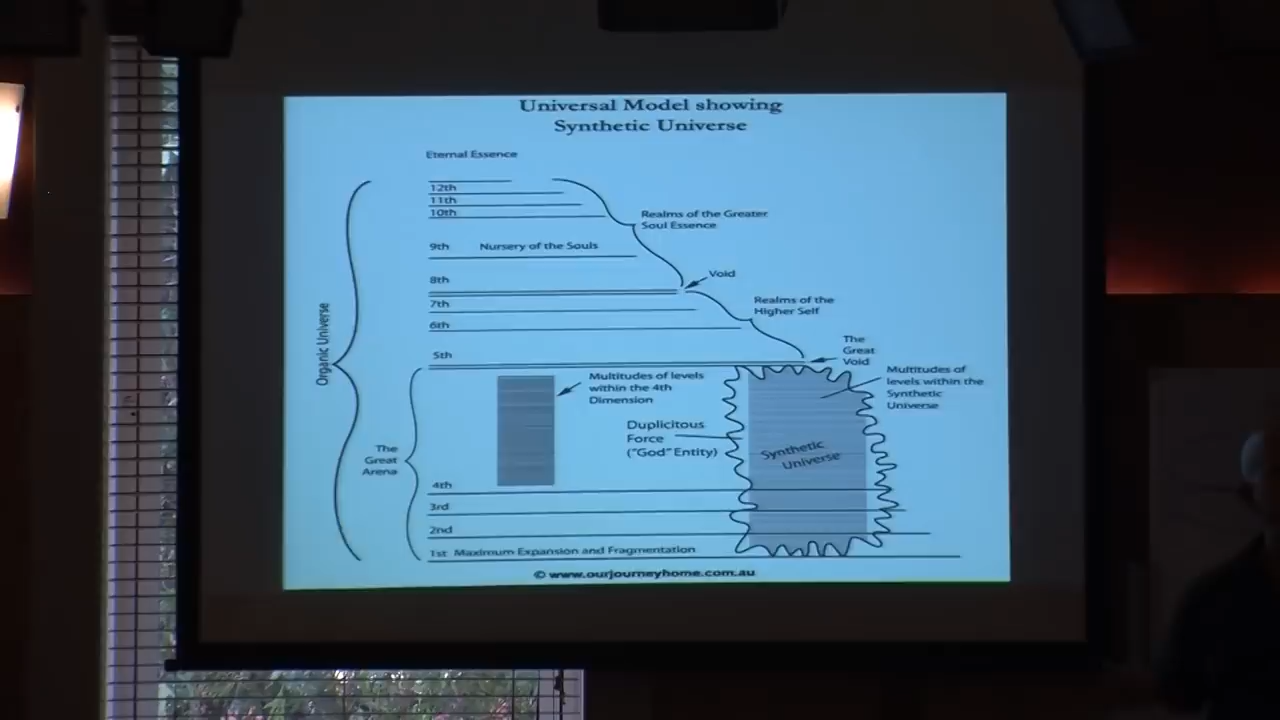 Universal Model showing
Synthetic Universe
Eternal Essence
12th
11th
10th
Realms of the Greater
Soul Essence
9th Nursery of the Souls
8th
Void
7th
Realms of the
Higher Self
6th
5th
The
Great
Void
Organic Universe
Multitudes of levels
within the 4th
Dimension
Multitudes of
levels within the
Synthetic
Universe
Duplicitous
Force
("God" Entity)
Synthetic
Universe
The
Great
Arena
4th
3rd
2nd
1st Maximum Expansion and Fragmentation
© www.ourjourneyhome.com.au